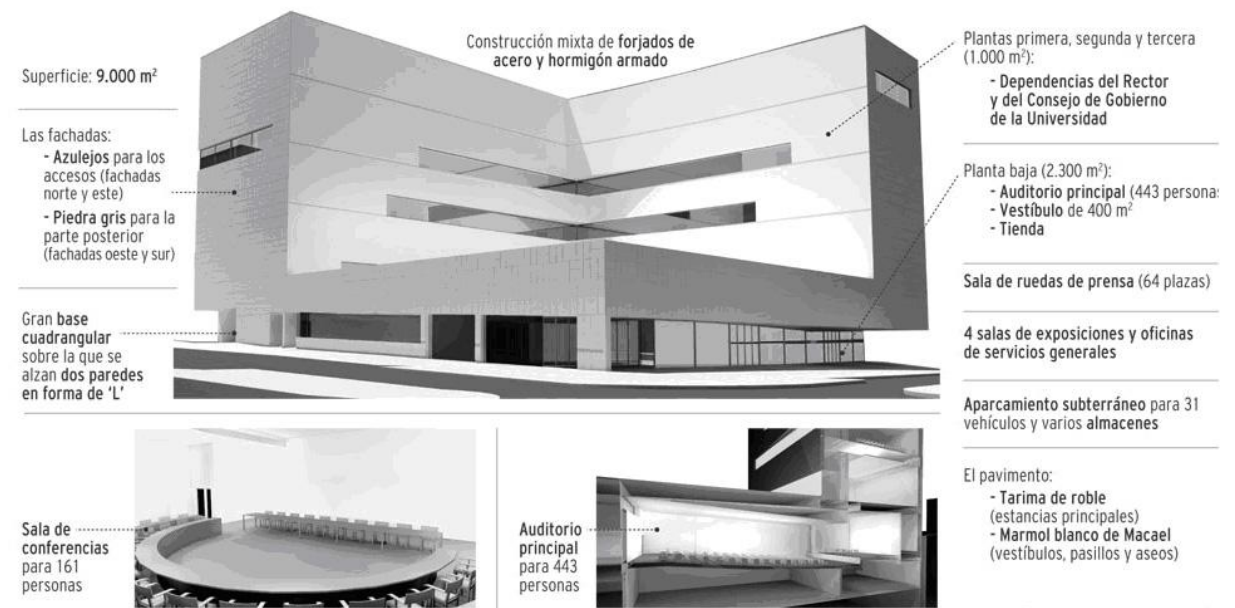 Superficie: 9.000 m²
Las fachadas:
- Azulejos para los
accesos (fachadas
norte y este)
- Piedra gris para la
parte posterior
(fachadas oeste y sur)
Gran base
cuadrangular
sobre la que se
alzan dos paredes
en forma de ‘L’
Construcción mixta de forjados de
acero y hormigón armado
Plantas primera, segunda y tercera
(1.000 m²):
- Dependencias del Rector
y del Consejo de Gobierno
de la Universidad
Planta baja (2.300 m²):
- Auditorio principal (443 persona
- Vestíbulo de 400 m²
- Tienda
Sala de ruedas de prensa (64 plazas)
4 salas de exposiciones y oficinas
de servicios generales
Aparcamiento subterráneo para 31
vehículos y varios almacenes
El pavimento:
- Tarima de roble
(estancias principales)
- Marmol blanco de Macael
(vestíbulos, pasillos y aseos)
Sala de
conferencias
para 161
personas
Auditorio
principal
para 443
personas